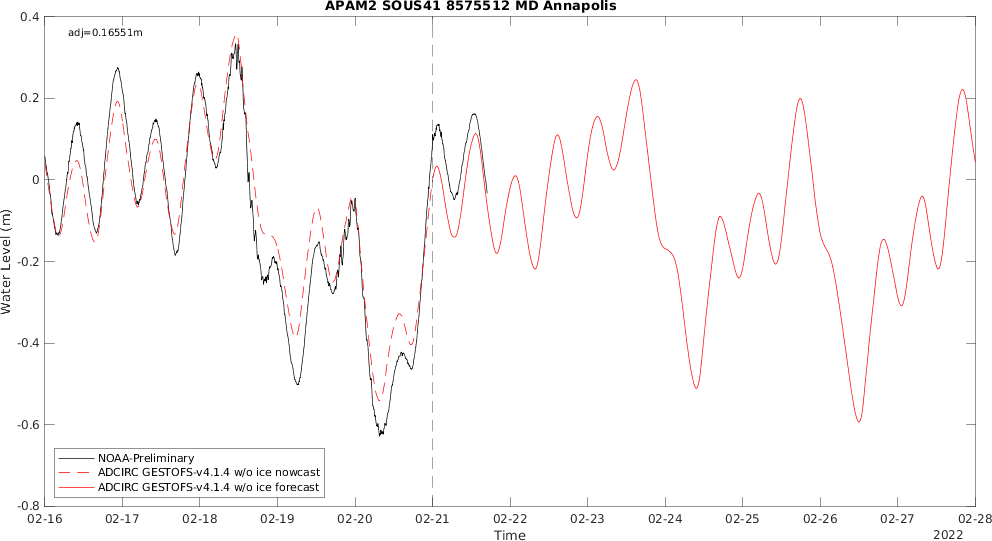 APAM2 SOUS41 8575512 MD Annapolis
adj=0.16551m
0.4
0.2
0
-0.2
-0.4
-0.6
-0.8
Water Level (m)
NOAA-Preliminary
ADCIRC GESTOFS-v4.1.4 w/o ice nowcast
ADCIRC GESTOFS-v4.1.4 w/o ice forecast
02-16 02-17 02-18 02-19 02-20 02-21 02-22 02-23 02-24 02-25 02-26 02-27 02-28
Time
2022